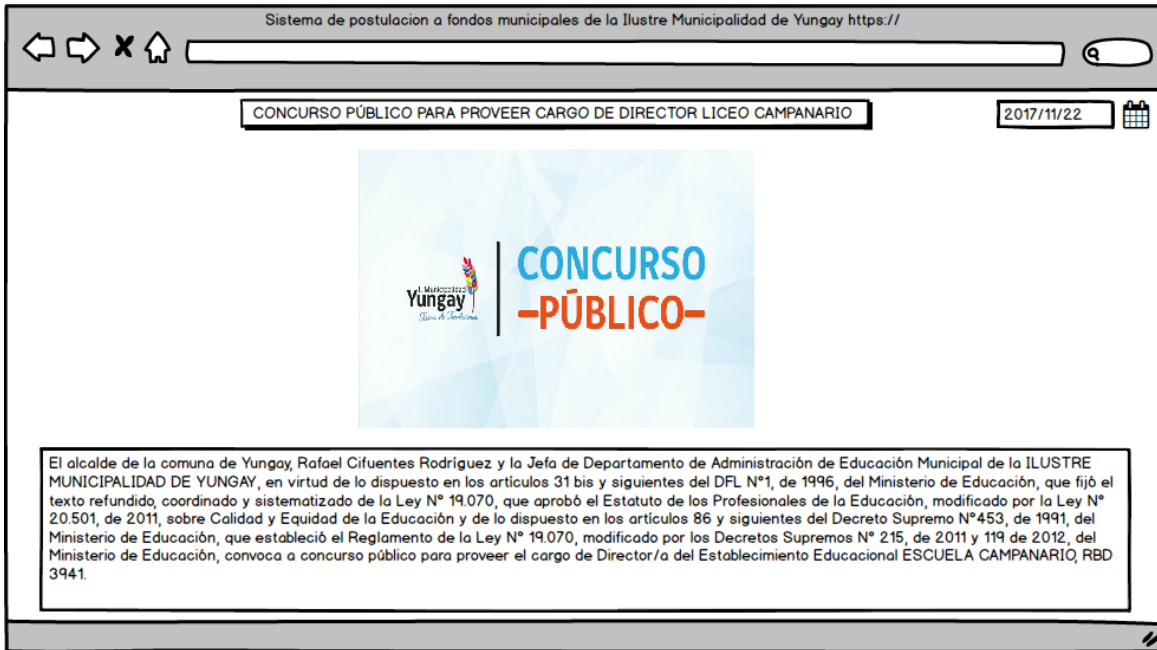 Sistema de postulacion a fondos municipales de la Ilustre Municipalidad de Yungay https://
CONCURSO PÚBLICO PARA PROVEER CARGO DE DIRECTOR LICEO CAMPANARIO
2017/11/22
I. Municipalidad
Yungay
CONCURSO
–PÚBLICO–
El alcalde de la comuna de Yungay, Rafael Cifuentes Rodríguez y la Jefa de Departamento de Administración de Educación Municipal de la ILUSTRE
MUNICIPALIDAD DE YUNGAY, en virtud de lo dispuesto en los artículos 31 bis y siguientes del DFL N°1, de 1996, del Ministerio de Educación, que fijó el
texto refundido, coordinado y sistematizado de la Ley N° 19.070, que aprobó el Estatuto de los Profesionales de la Educación, modificado por la Ley N°
20.501, de 2011, sobre Calidad y Equidad de la Educación y de lo dispuesto en los artículos 86 y siguientes del Decreto Supremo N°453, de 1991, del
Ministerio de Educación, que estableció el Reglamento de la Ley N° 19.070, modificado por los Decretos Supremos N° 215, de 2011 y 119 de 2012, del
Ministerio de Educación, convoca a concurso público para proveer el cargo de Director/a del Establecimiento Educacional ESCUELA CAMPANARIO, RBD
3941.